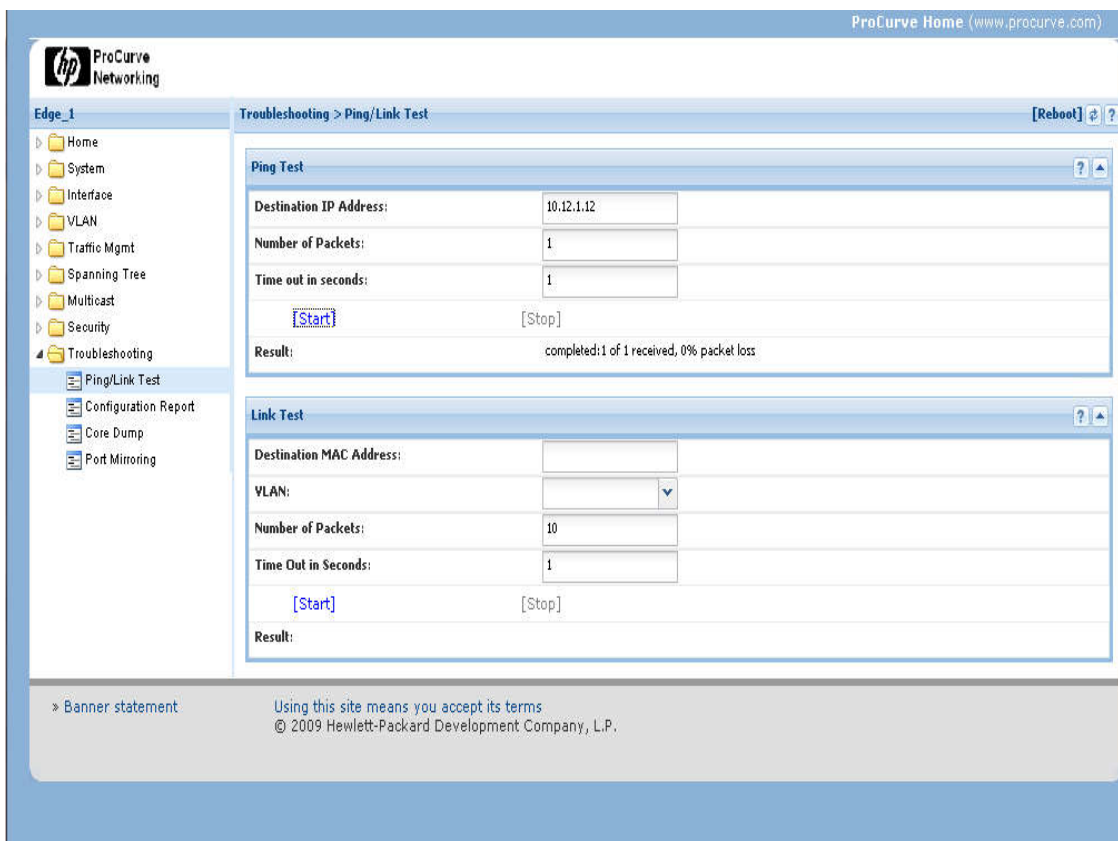 ProCurve Home (www.procurve.com)
hp
ProCurve
Networking
Edge_1
Home
System
Interface
VLAN
Traffic Mgmt
Spanning Tree
Multicast
Security
Troubleshooting
Ping/Link Test
Configuration Report
Core Dump
Port Mirroring
Troubleshooting > Ping/Link Test
[Reboot] ?
Ping Test ?
Destination IP Address: 10.12.1.12
Number of Packets: 1
Time out in seconds: 1
[Start] [Stop]
Result: completed:1 of 1 received, 0% packet loss
Link Test ?
Destination MAC Address:
VLAN:
Number of Packets: 10
Time Out in Seconds: 1
[Start] [Stop]
Result:
» Banner statement
Using this site means you accept its terms
© 2009 Hewlett-Packard Development Company, L.P.